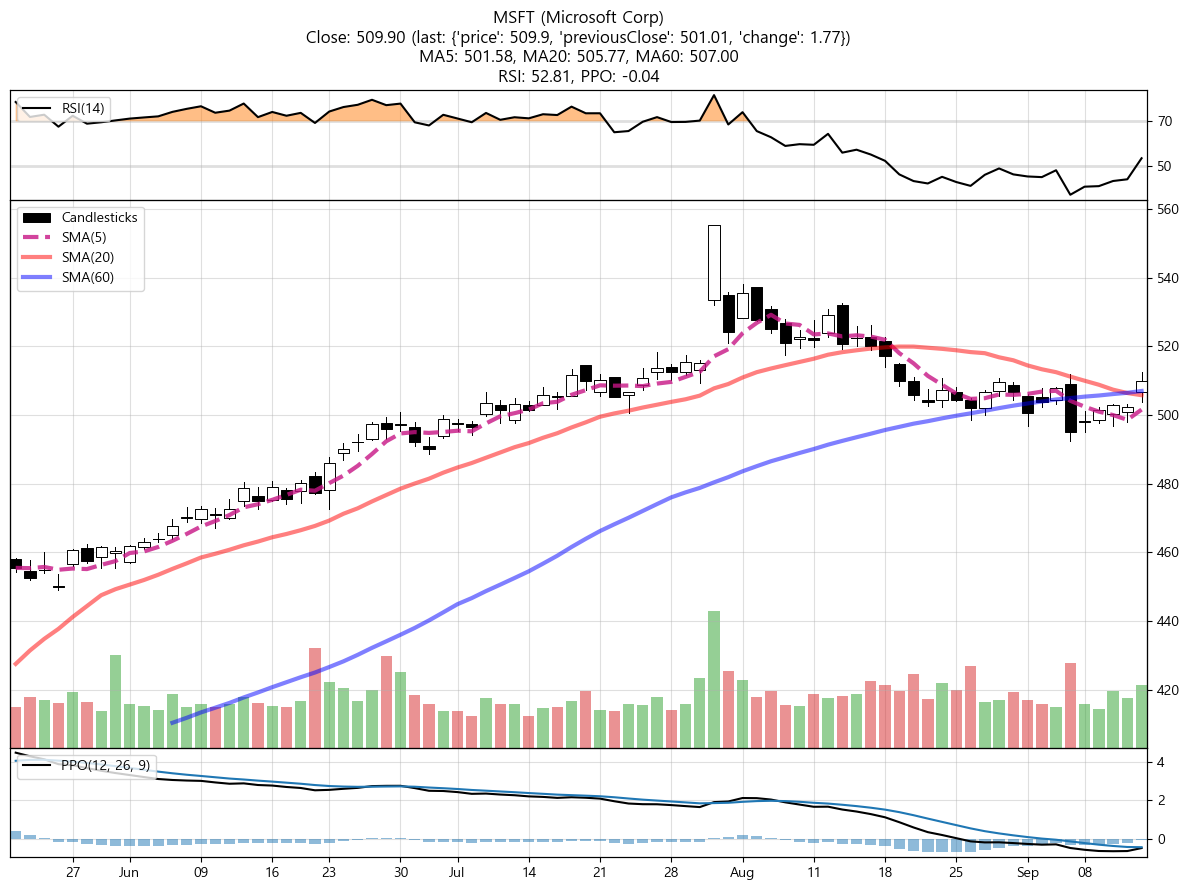 MSFT (Microsoft Corp)
Close: 509.90 (last: {'price': 509.9, 'previousClose': 501.01, 'change': 1.77})
MA5: 501.58, MA20: 505.77, MA60: 507.00
RSI: 52.81, PPO: -0.04
RSI(14)
70
50
Candlesticks
SMA(5)
SMA(20)
SMA(60)
560
540
520
500
480
460
440
420
PPO(12, 26, 9)
4
2
0
27 Jun 09 16 23 30 Jul 14 21 28 Aug 11 18 25 Sep 08